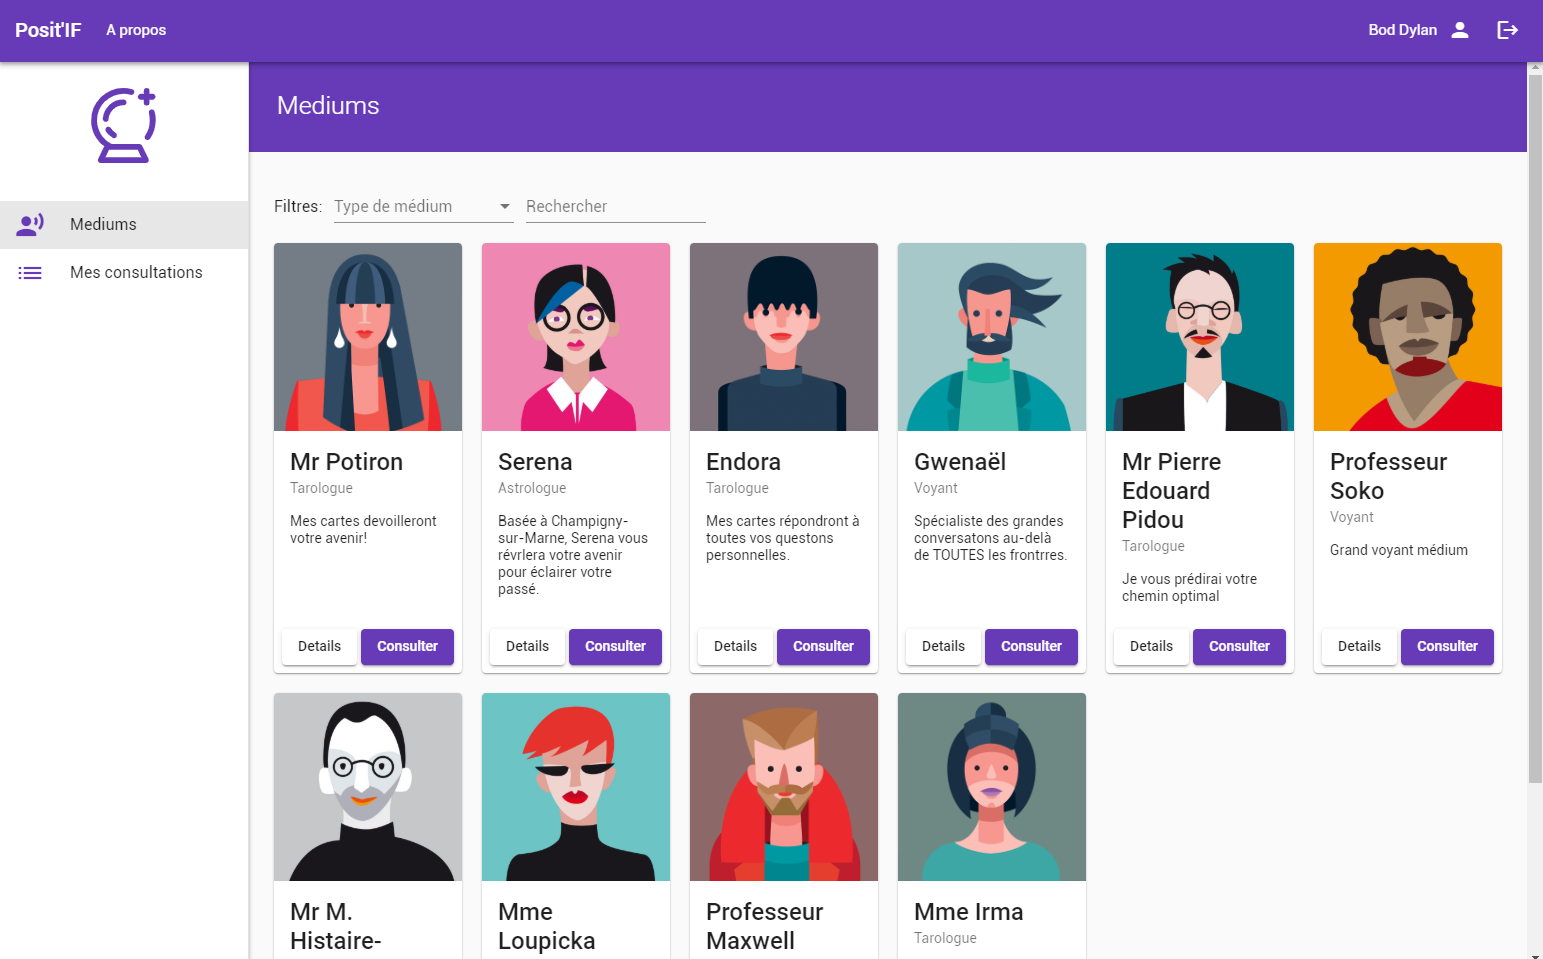 Posit'IF
A propos
Bod Dylan
Mediums
Mes consultations
Mediums
Filtres:
Type de médium
Rechercher
Mr Potiron
Tarologue
Mes cartes devoilleront
votre avenir!
Details
Consulter
Serena
Astrologue
Basée à Champigny-
sur-Marne, Serena vous
révrlera votre avenir
pour éclairer votre
passé.
Details
Consulter
Endora
Tarologue
Mes cartes répondront à
toutes vos questons
personnelles.
Details
Consulter
Gwenaël
Voyant
Spécialiste des grandes
conversatons au-delà
de TOUTES les frontrres.
Details
Consulter
Mr Pierre
Edouard
Pidou
Tarologue
Je vous prédirai votre
chemin optimal
Details
Consulter
Professeur
Soko
Voyant
Grand voyant médium
Details
Consulter
Mr M.
Histaire-
Mme
Loupicka
Professeur
Maxwell
Mme Irma
Tarologue